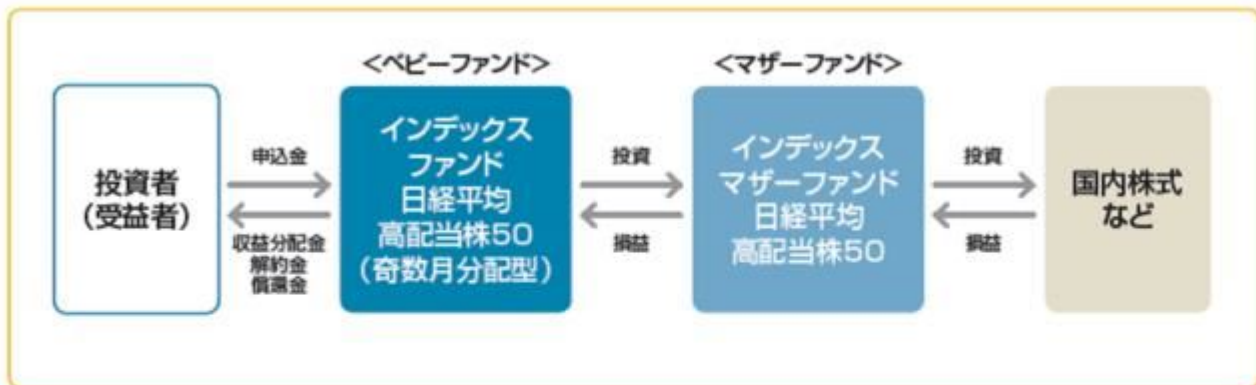 ＜ベビーファンド＞
＜マザーファンド＞
投資者
(受益者)
申込金
収益分配金
解約金
償還金
インデックス
ファンド
日経平均
高配当株50
(奇数月分配型)
投資
損益
インデックス
マザーファンド
日経平均
高配当株50
投資
損益
国内株式
など